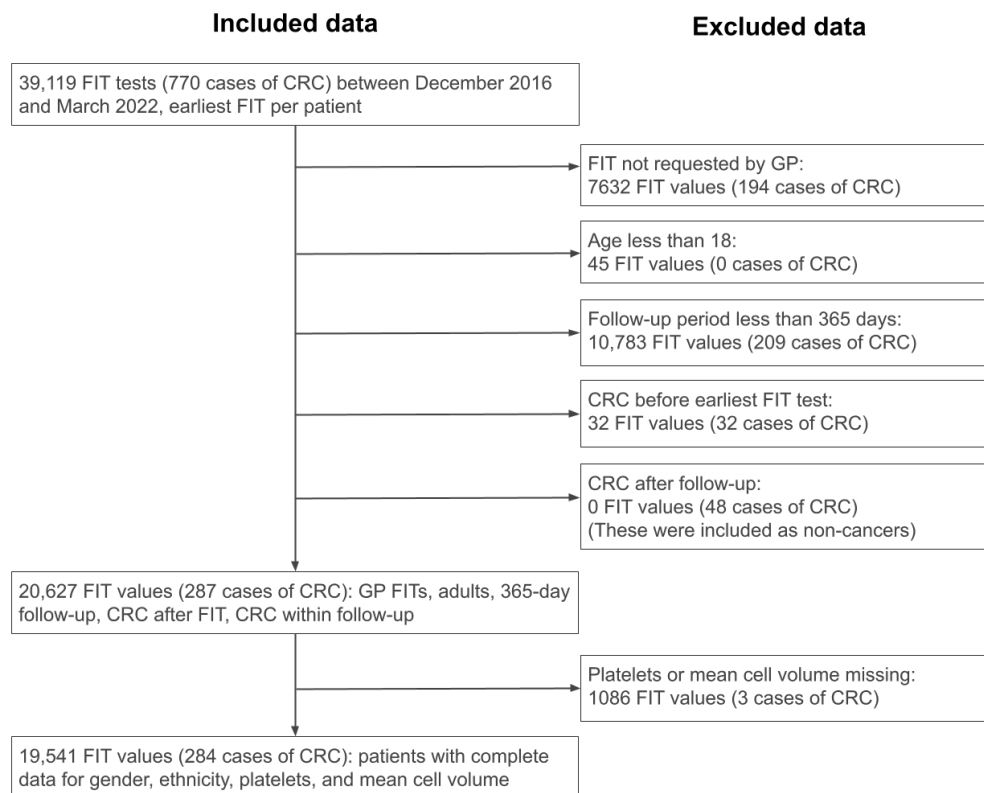 Included data
Excluded data
39,119 FIT tests (770 cases of CRC) between December 2016
and March 2022, earliest FIT per patient
FIT not requested by GP:
7632 FIT values (194 cases of CRC)
Age less than 18:
45 FIT values (0 cases of CRC)
Follow-up period less than 365 days:
10,783 FIT values (209 cases of CRC)
CRC before earliest FIT test:
32 FIT values (32 cases of CRC)
CRC after follow-up:
0 FIT values (48 cases of CRC)
(These were included as non-cancers)
20,627 FIT values (287 cases of CRC): GP FITs, adults, 365-day
follow-up, CRC after FIT, CRC within follow-up
Platelets or mean cell volume missing:
1086 FIT values (3 cases of CRC)
19,541 FIT values (284 cases of CRC): patients with complete
data for gender, ethnicity, platelets, and mean cell volume